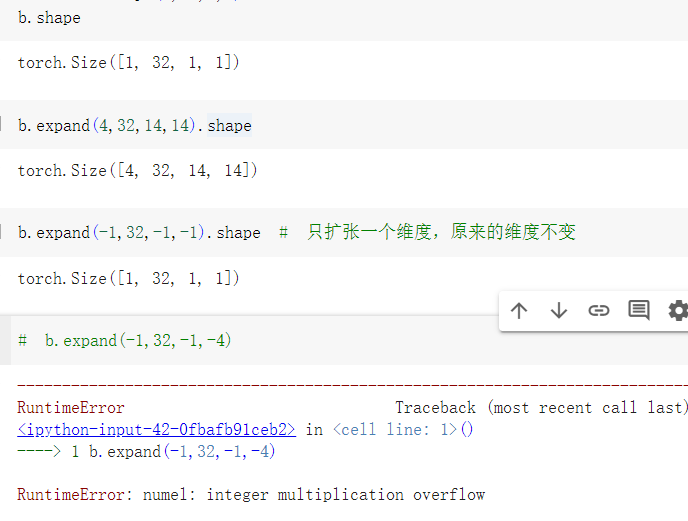 b.shape
torch.Size([1, 32, 1, 1])
b.expand(4,32,14,14).shape
torch.Size([4, 32, 14, 14])
b.expand(-1,32,-1,-1).shape # 只扩张一个维度，原来的维度不变
torch.Size([1, 32, 1, 1])
# b.expand(-1,32,-1,-4)
---------------------------------------------------------------------------
RuntimeError Traceback (most recent call last)
<ipython-input-42-0fbafb91ceb2> in <cell line: 1>()
----> 1 b.expand(-1,32,-1,-4)
RuntimeError: numel: integer multiplication overflow